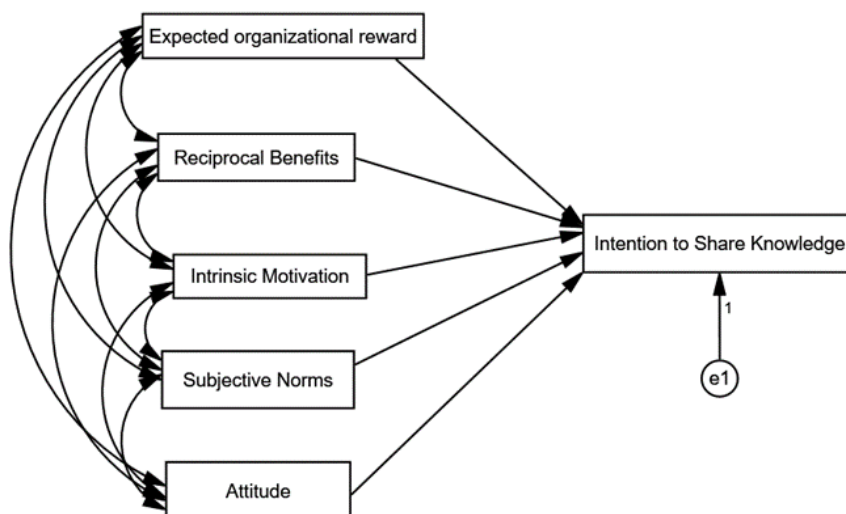 Expected organizational reward
Reciprocal Benefits
Intention to Share Knowledge
Intrinsic Motivation
1
Subjective Norms
e1
Attitude